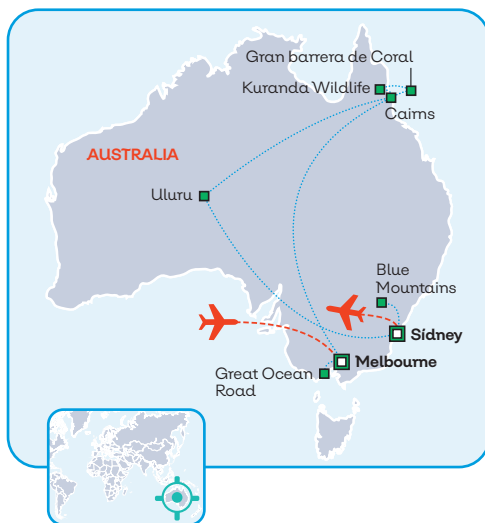 Gran barrera de Coral
Kuranda Wildlife
Cairns
AUSTRALIA
Uluru
Blue
Mountains
Sídney
Melbourne
Great Ocean
Road